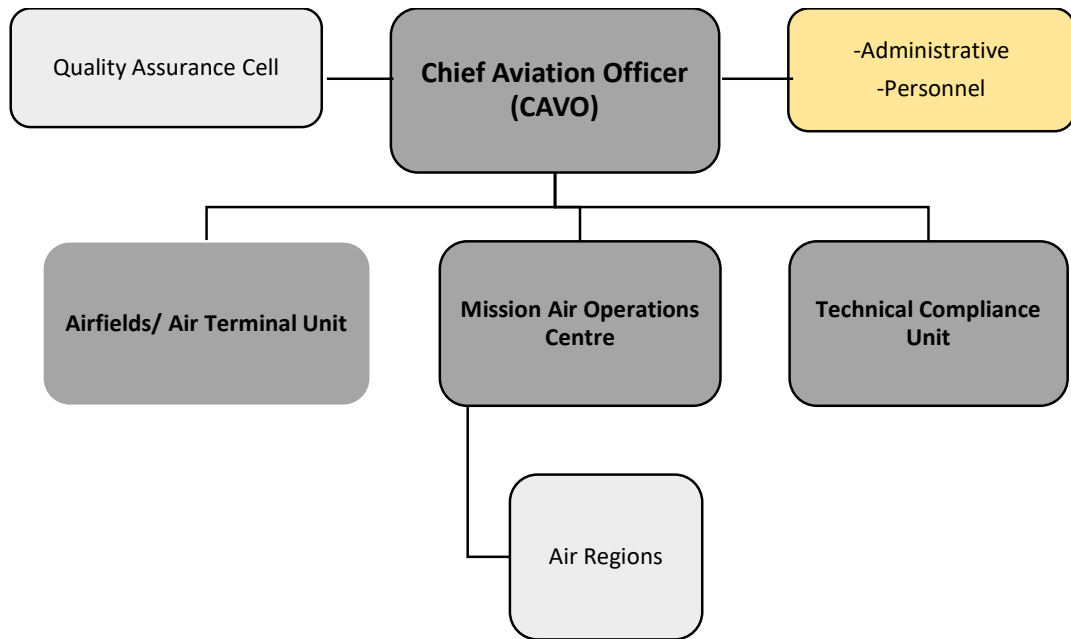 Quality Assurance Cell
Chief Aviation Officer
(CAVO)
-Administrative
-Personnel
Airfields/ Air Terminal Unit
Mission Air Operations
Centre
Technical Compliance
Unit
Air Regions